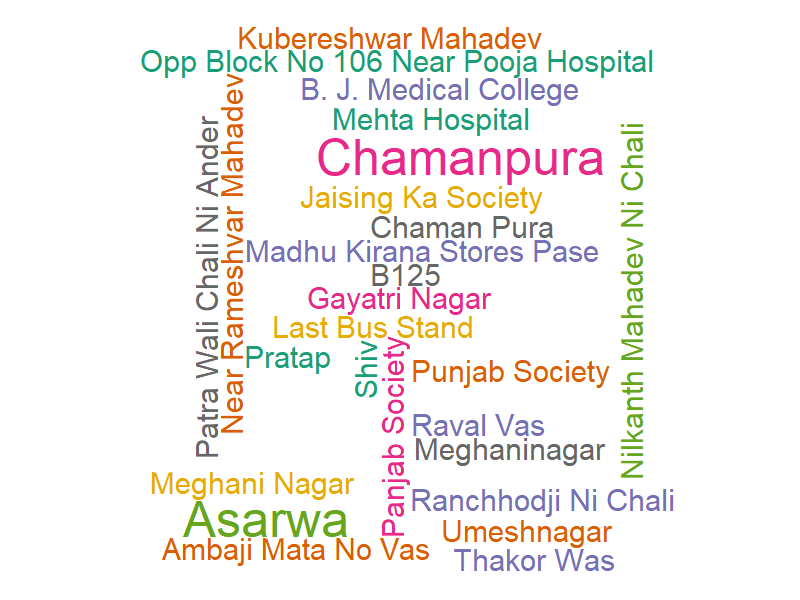 Kubereshwar Mahadev
Opp Block No 106 Near Pooja Hospital
B. J. Medical College
Mehta Hospital
Chamanpura
Patra Wali Chali Ni Ander
Near Rameshvar Mahadev
Nilkanth Mahadev Ni Chali
Jaising Ka Society
Chaman Pura
Madhu Kirana Stores Pase
B125
Gayatri Nagar
Last Bus Stand
Pratap
Shiv
Panjab Society
Punjab Society
Raval Vas
Meghaninagar
Meghani Nagar
Ranchhodji Ni Chali
Asarwa
Umeshnagar
Ambaji Mata No Vas
Thakor Was